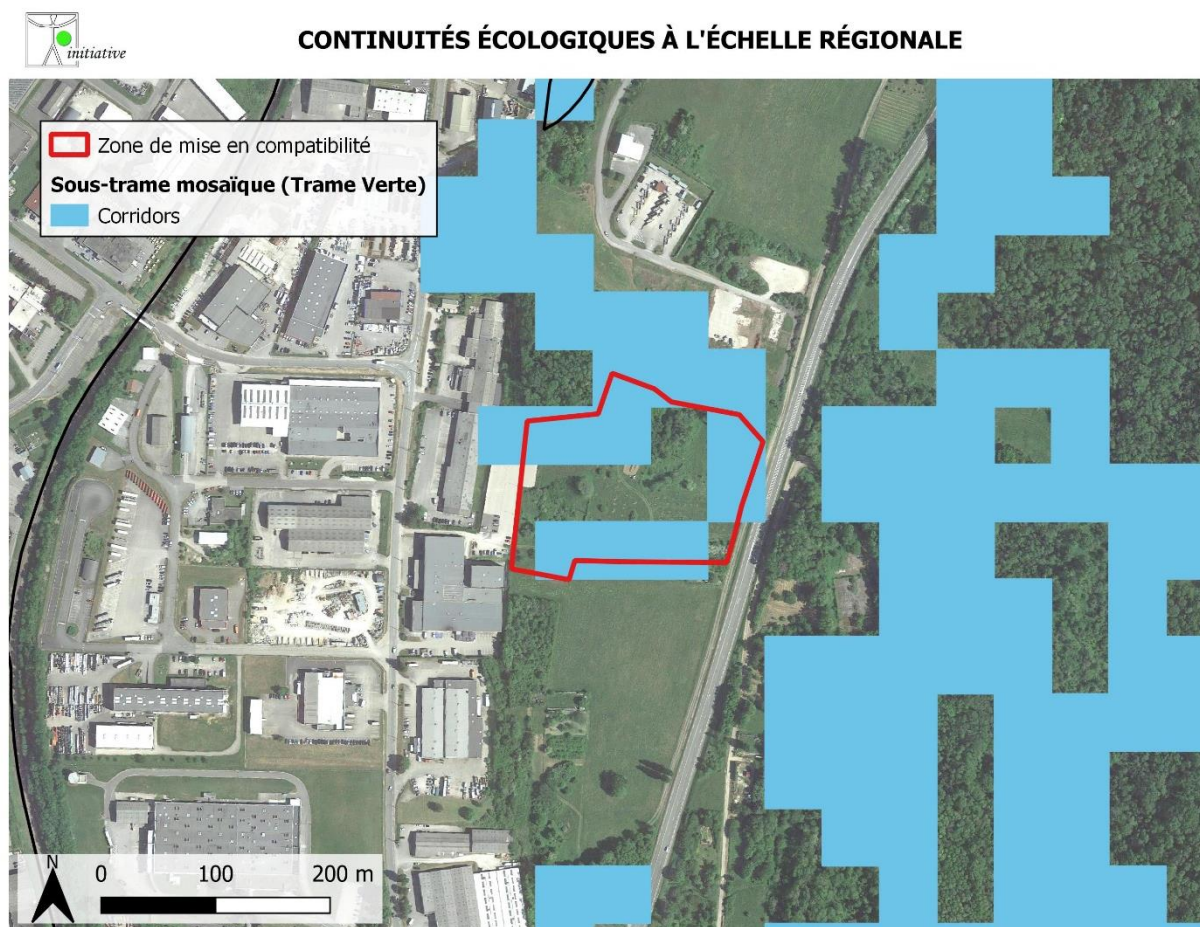 initiative
CONTINUITÉS ÉCOLOGIQUES À L'ÉCHELLE RÉGIONALE
Zone de mise en compatibilité
Sous-trame mosaïque (Trame Verte)
Corridors
N
0 100 200 m